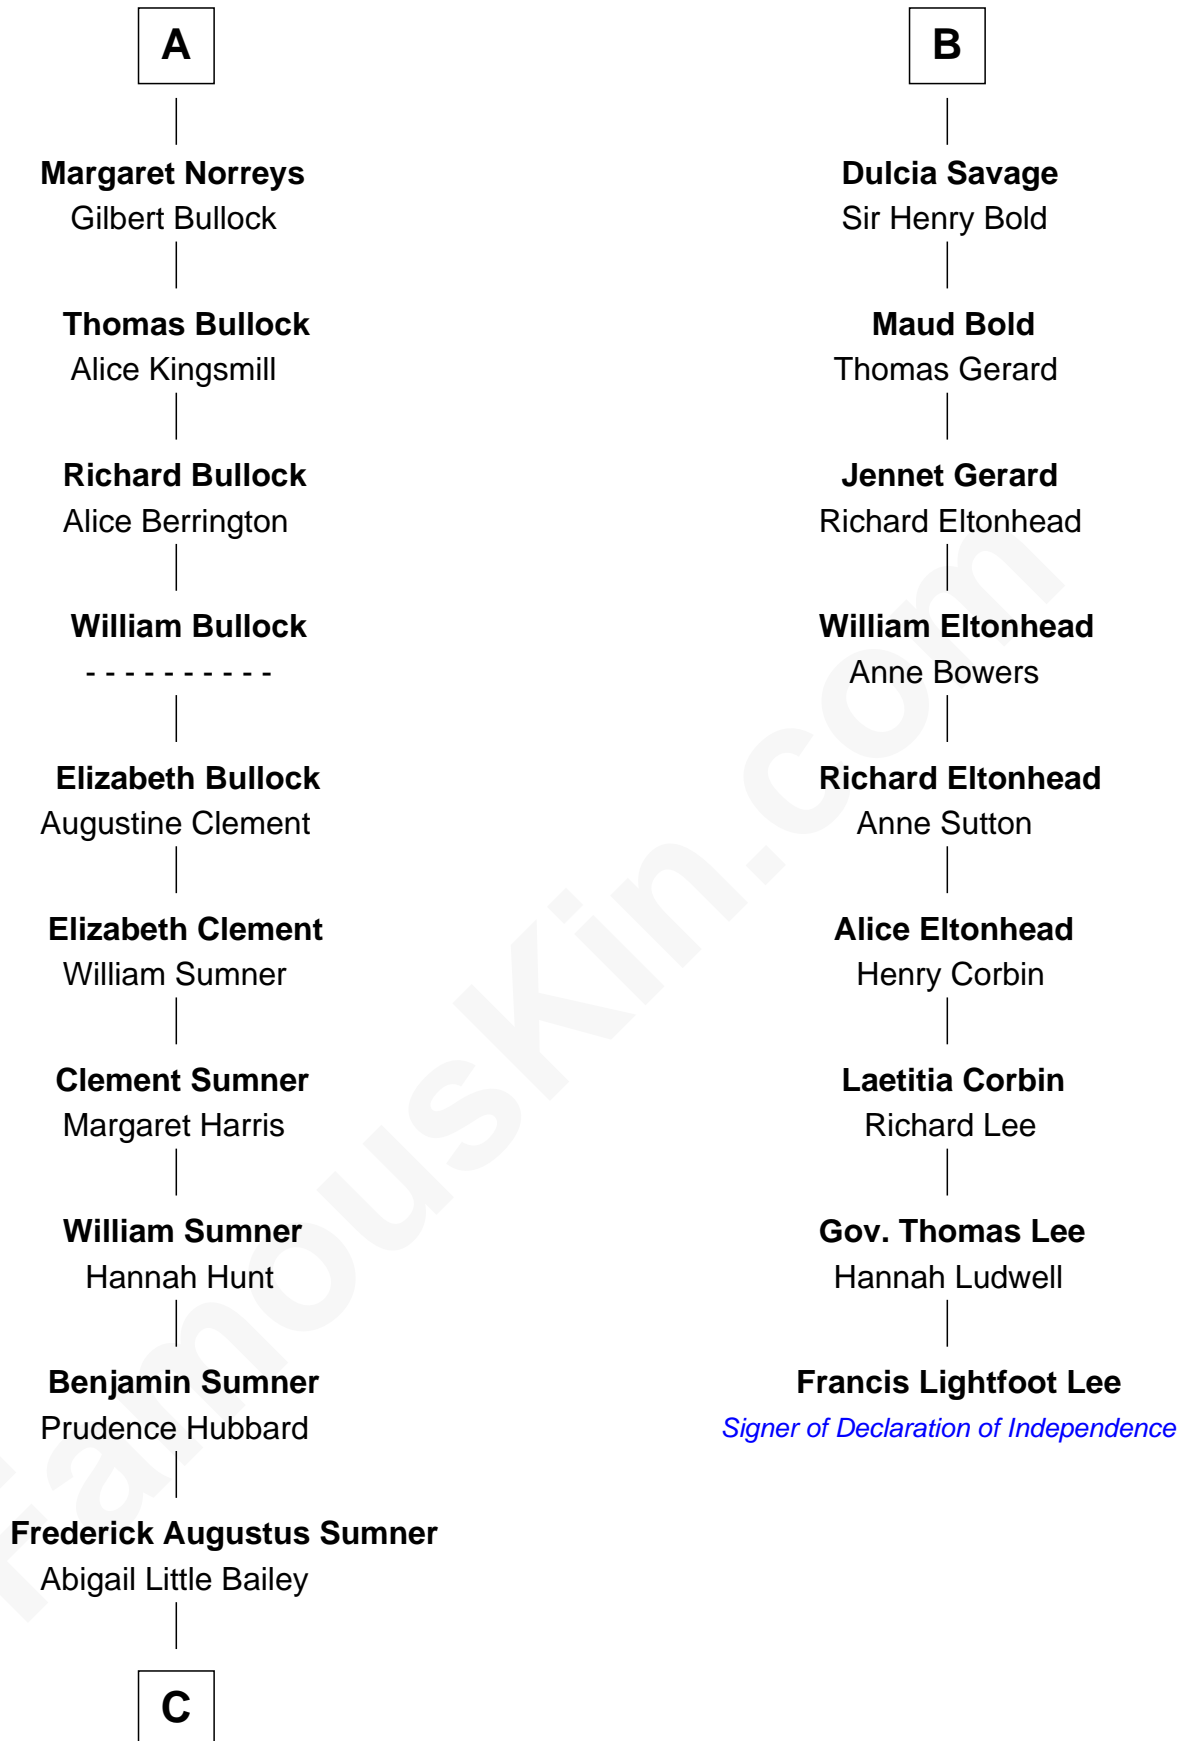 A
Margaret Norreys
Gilbert Bullock
Thomas Bullock
Alice Kingsmill
Richard Bullock
Alice Berrington
William Bullock
- - - - - - - - - -
Elizabeth Bullock
Augustine Clement
Elizabeth Clement
William Sumner
Clement Sumner
Margaret Harris
William Sumner
Hannah Hunt
Benjamin Sumner
Prudence Hubbard
Frederick Augustus Sumner
Abigail Little Bailey
C
B
Dulcia Savage
Sir Henry Bold
Maud Bold
Thomas Gerard
Jennet Gerard
Richard Eltonhead
William Eltonhead
Anne Bowers
Richard Eltonhead
Anne Sutton
Alice Eltonhead
Henry Corbin
Laetitia Corbin
Richard Lee
Gov. Thomas Lee
Hannah Ludwell
Francis Lightfoot Lee
Signer of Declaration of Independence
FamousKin.com